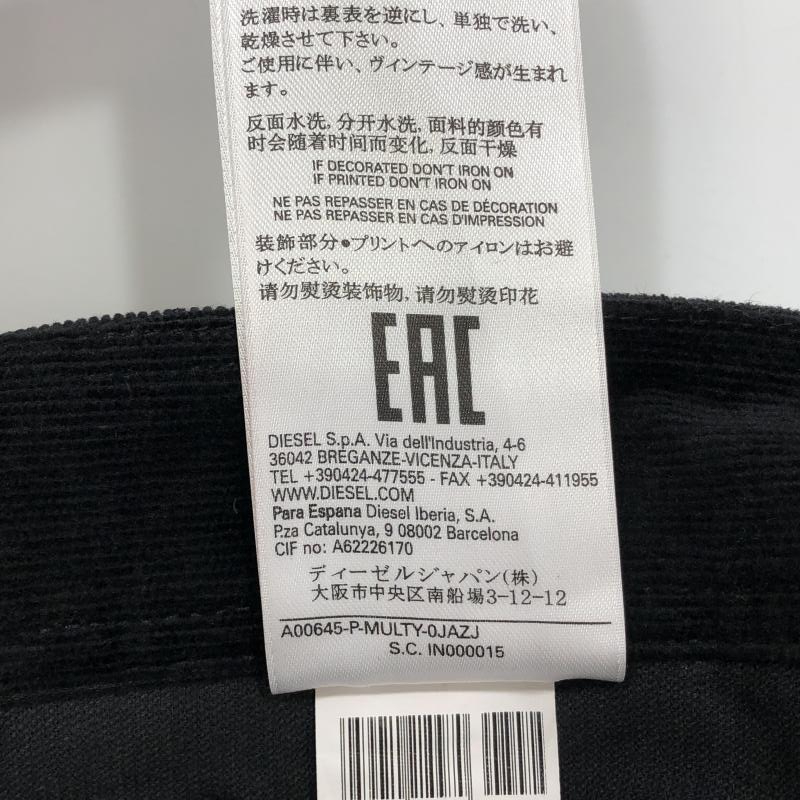 洗濯時は裏表を逆にし、単独で洗い、
乾燥させて下さい。
ご使用に伴い、ヴィンテージ感が生まれ
ます。
反面水洗, 分开水洗, 面料的颜色有
时会随着时间而变化, 反面干燥
IF DECORATED DON'T IRON ON
IF PRINTED DON'T IRON ON
NE PAS REPASSER EN CAS DE DÉCORATION
NE PAS REPASSER EN CAS D'IMPRESSION
装飾部分•プリントへのアイロンはお避
けください。
请勿熨烫装饰物, 请勿熨烫印花
EAC
DIESEL S.p.A. Via dell'Industria, 4-6
36042 BREGANZE-VICENZA-ITALY
TEL +390424-477555 - FAX +390424-411955
WWW.DIESEL.COM
Para Espana Diesel Iberia, S.A.
P.za Catalunya, 9 08002 Barcelona
CIF no: A62226170
ディーゼルジャパン(株)
大阪市中央区南船場3-12-12
A00645-P-MULTY-0JAZJ
S.C. IN000015